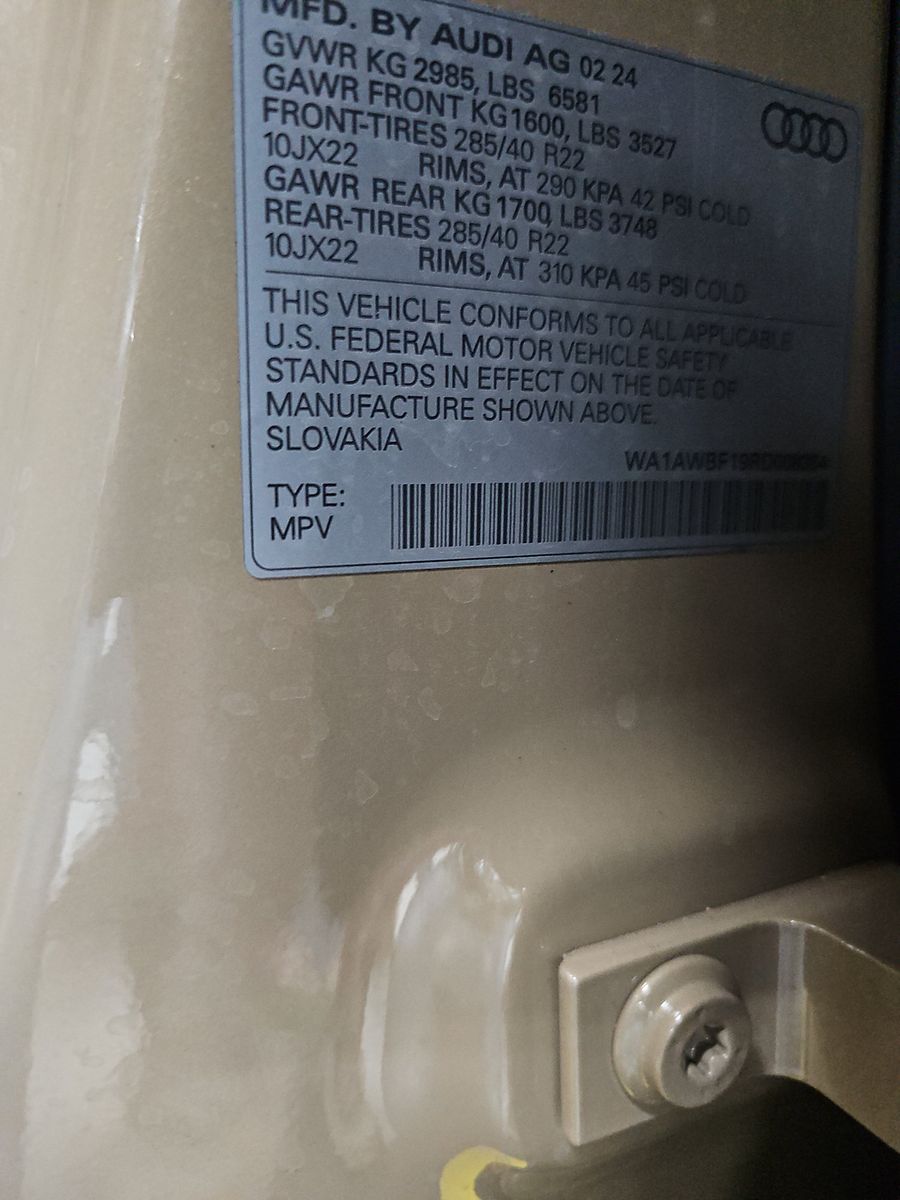 MFD. BY AUDI AG 02 24
GVWR KG 2985, LBS 6581
GAWR FRONT KG 1600, LBS 3527
FRONT-TIRES 285/40 R22
10JX22 RIMS, AT 290 KPA 42 PSI COLD
GAWR REAR KG 1700, LBS 3748
REAR-TIRES 285/40 R22
10JX22 RIMS, AT 310 KPA 45 PSI COLD
THIS VEHICLE CONFORMS TO ALL APPLICABLE
U.S. FEDERAL MOTOR VEHICLE SAFETY
STANDARDS IN EFFECT ON THE DATE OF
MANUFACTURE SHOWN ABOVE.
SLOVAKIA
TYPE:
MPV